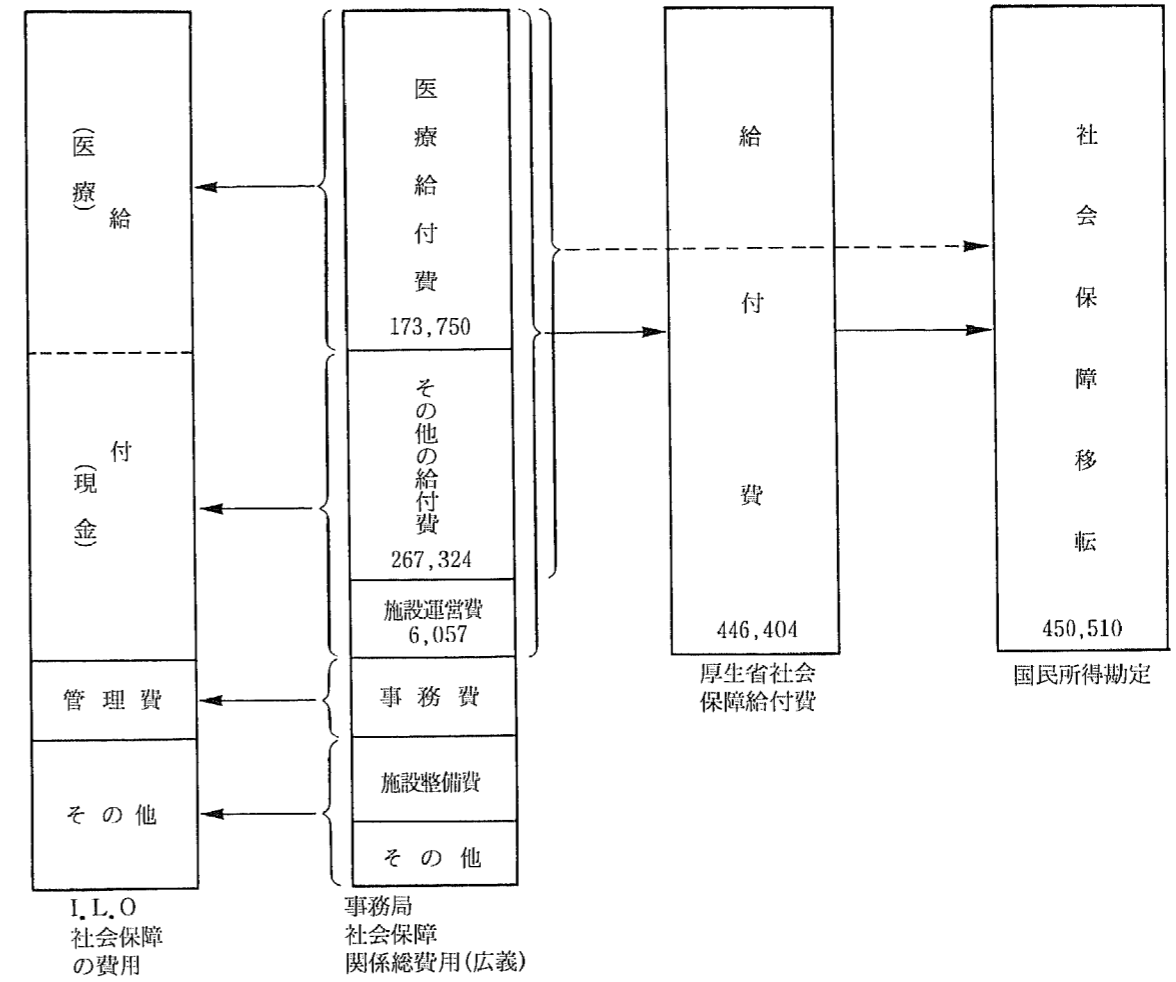 (医療)
給
付
(現金)
管理費
その他
I.L.O
社会保障
の費用
医療給付費
173,750
その他の給付費
267,324
施設運営費
6,057
事務費
施設整備費
その他
事務局
社会保障
関係総費用(広義)
給付費
446,404
厚生省社会
保障給付費
社会保障移転
450,510
国民所得勘定